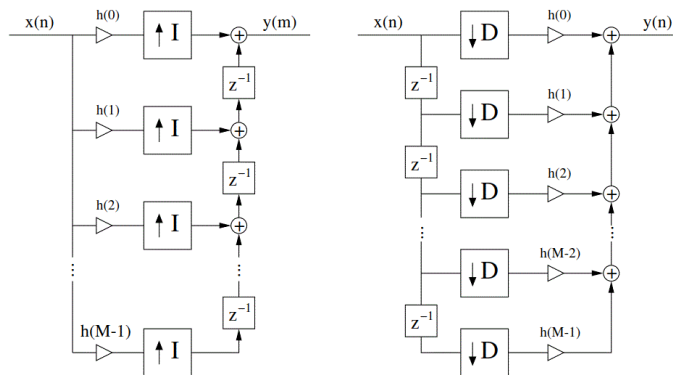 x(n) h(0) ↑ I + y(m)
z⁻¹
h(1) ↑ I +
z⁻¹
h(2) ↑ I +
⋮ ⋮
z⁻¹
h(M-1) ↑ I
x(n) ↓ D h(0) + y(n)
z⁻¹
↓ D h(1) +
z⁻¹
↓ D h(2) +
⋮ ⋮
↓ D h(M-2) +
z⁻¹
↓ D h(M-1)